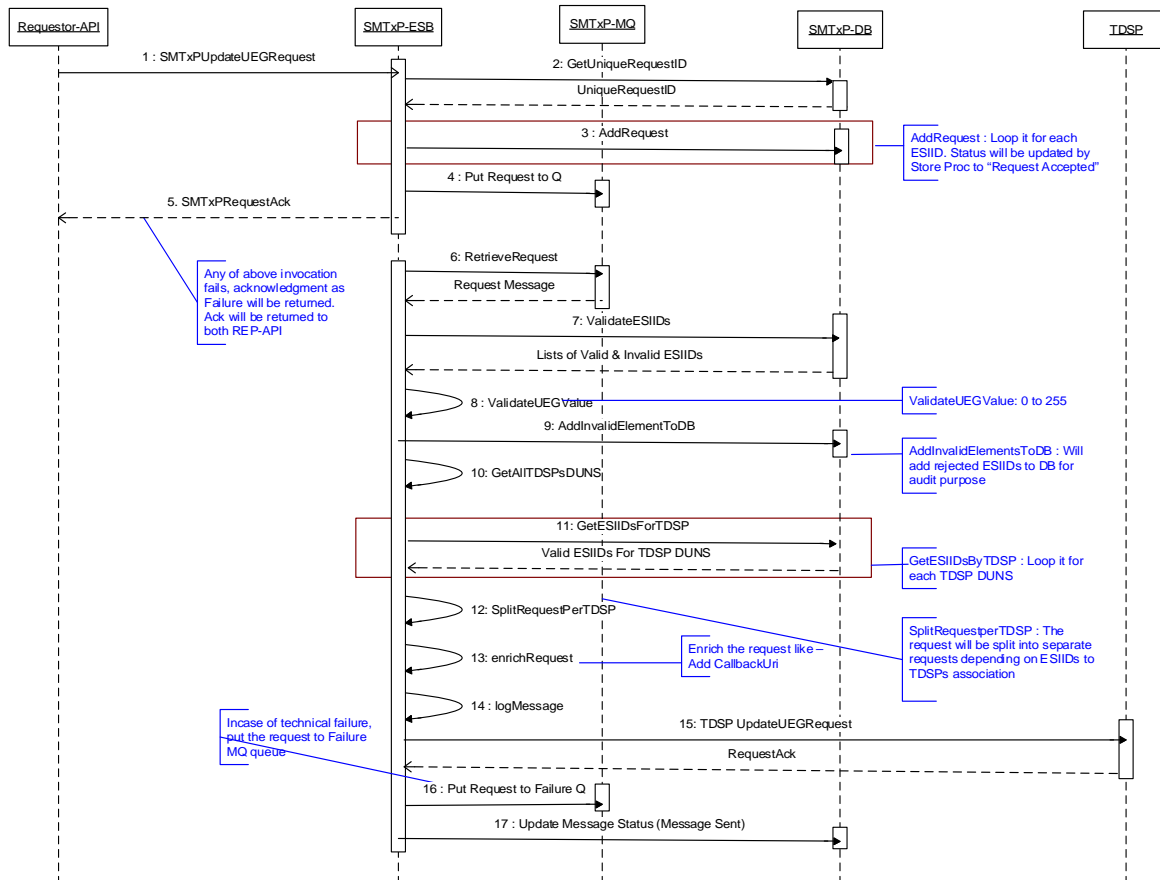 Requestor-API
SMTxP-ESB
SMTxP-MQ
SMTxP-DB
TDSP
1 : SMTxPUpdateUEGRequest
2: GetUniqueRequestID
UniqueRequestID
3 : AddRequest
AddRequest : Loop it for each
ESIID. Status will be updated by
Store Proc to “Request Accepted”
4 : Put Request to Q
5. SMTxPRequestAck
6: RetrieveRequest
Request Message
Any of above invocation
fails, acknowledgment as
Failure will be returned.
Ack will be returned to
both REP-API
7: ValidateESIIDs
Lists of Valid & Invalid ESIIDs
8 : ValidateUEGValue
ValidateUEGValue: 0 to 255
9: AddInvalidElementToDB
AddInvalidElementsToDB : Will
add rejected ESIIDs to DB for
audit purpose
10: GetAllTDSPsDUNS
11: GetESIIDsForTDSP
Valid ESIIDs For TDSP DUNS
GetESIIDsByTDSP : Loop it for
each TDSP DUNS
12: SplitRequestPerTDSP
SplitRequestperTDSP : The
request will be split into separate
requests depending on ESIIDs to
TDSPs association
13: enrichRequest
Enrich the request like –
Add CallbackUri
14 : logMessage
Incase of technical failure,
put the request to Failure
MQ queue
15: TDSP UpdateUEGRequest
RequestAck
16 : Put Request to Failure Q
17 : Update Message Status (Message Sent)